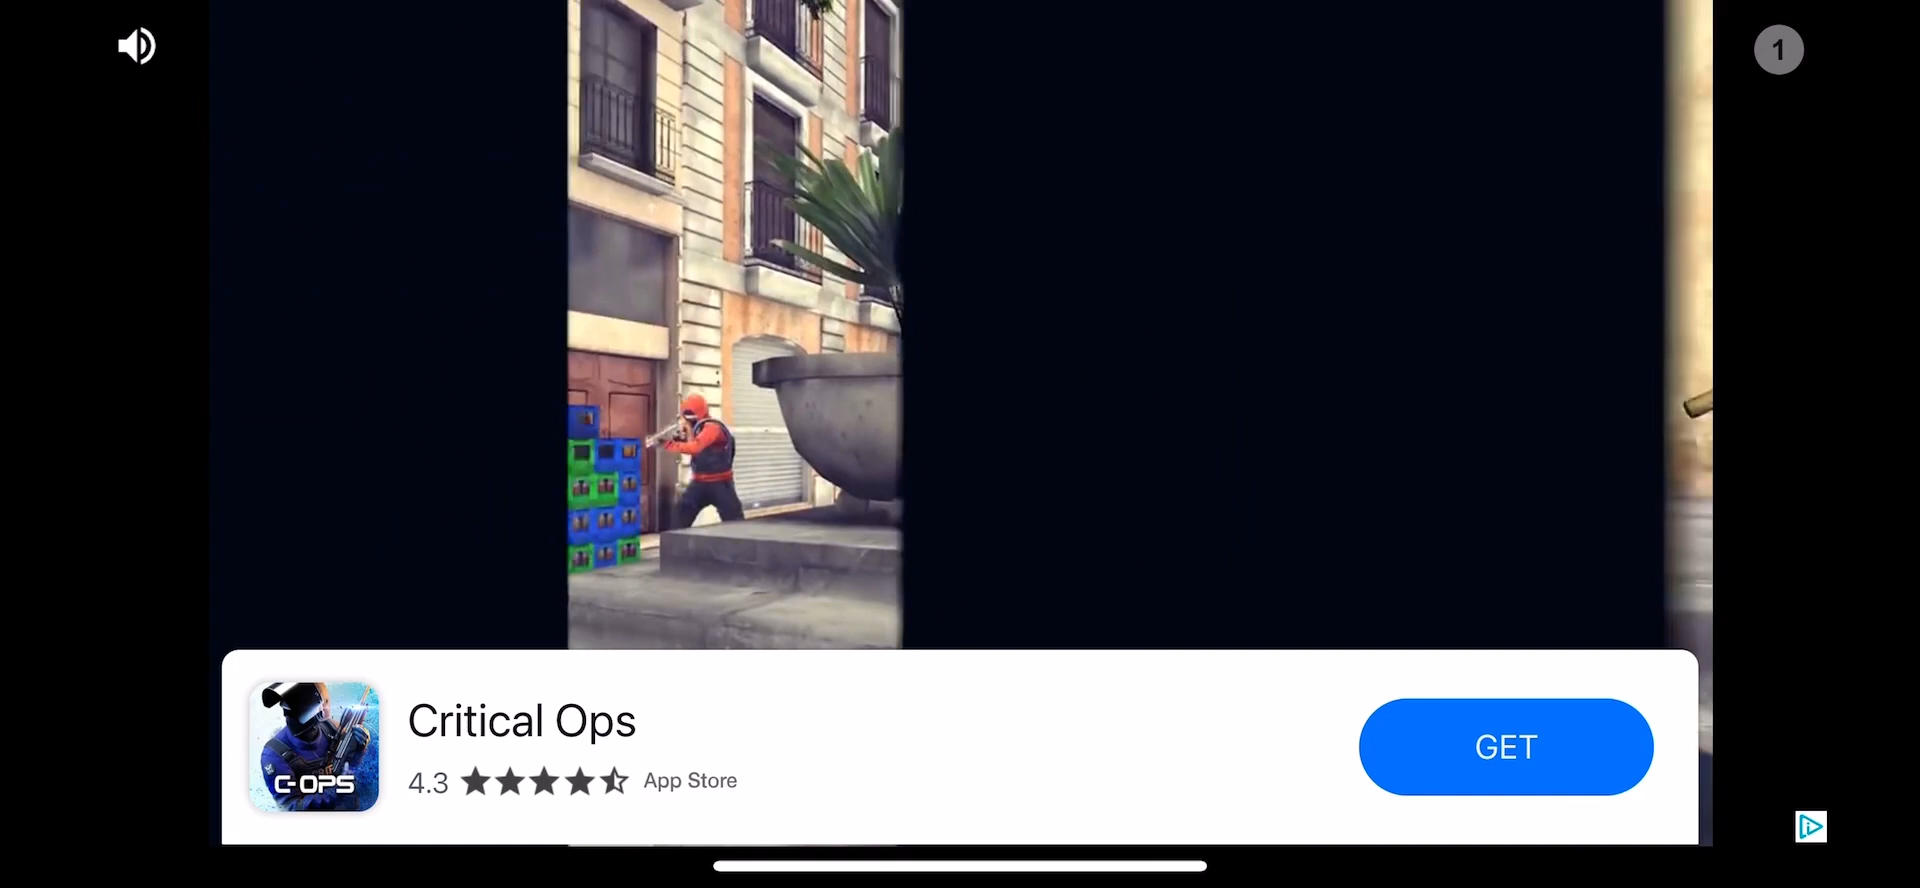 1
Critical Ops
C-OPS
4.3
App Store
GET